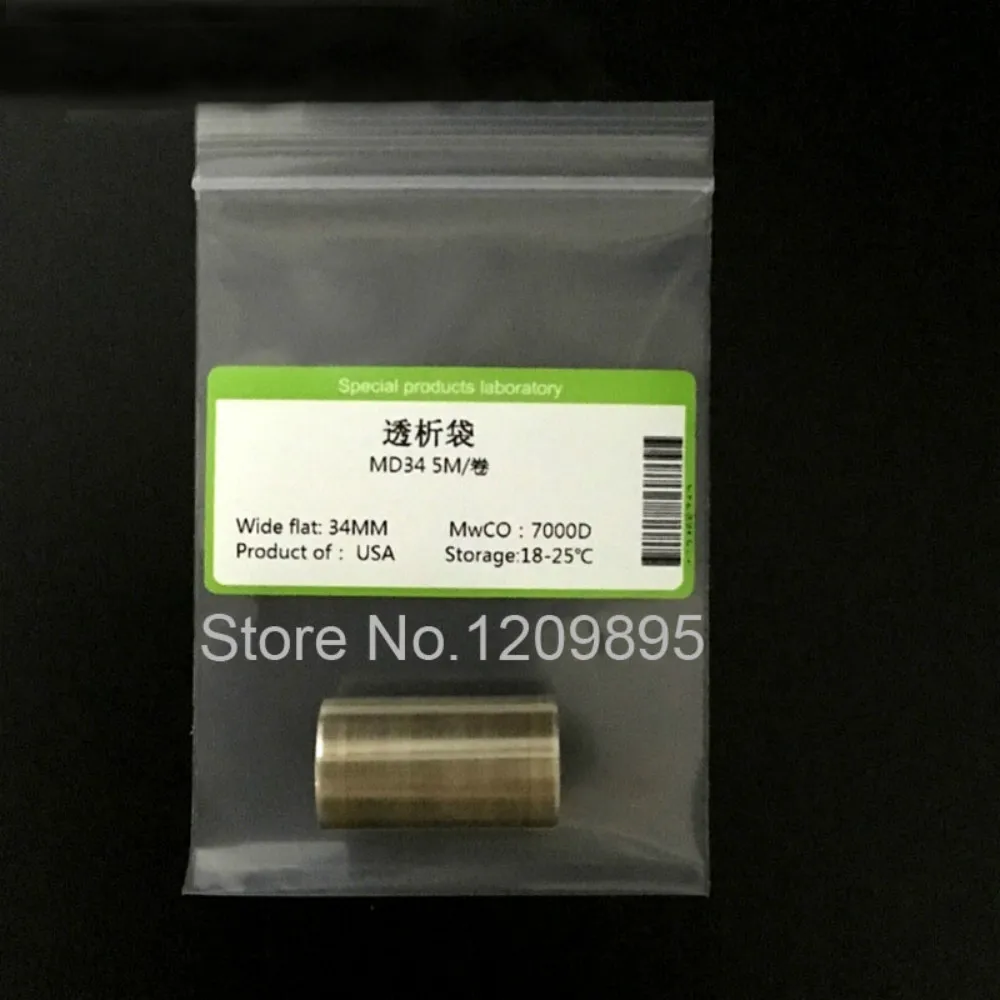 Special products laboratory
透析袋
MD34 5M/卷
Wide flat: 34MM MwCO : 7000D
Product of : USA Storage:18-25℃
Store No.1209895